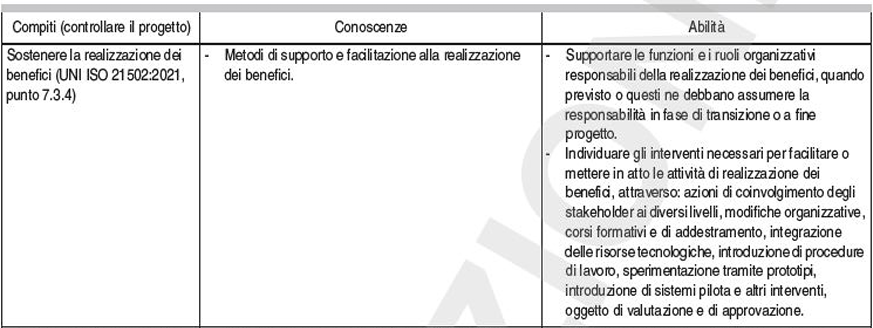 Compiti (controllare il progetto) Conoscenze Abilità
Sostenere la realizzazione dei
benefici (UNI ISO 21502:2021,
punto 7.3.4)
- Metodi di supporto e facilitazione alla realizzazione
dei benefici.
- Supportare le funzioni e i ruoli organizzativi
responsabili della realizzazione dei benefici, quando
previsto o questi ne debbano assumere la
responsabilità in fase di transizione o a fine
progetto.
- Individuare gli interventi necessari per facilitare o
mettere in atto le attività di realizzazione dei
benefici, attraverso: azioni di coinvolgimento degli
stakeholder ai diversi livelli, modifiche organizzative,
corsi formativi e di addestramento, integrazione
delle risorse tecnologiche, introduzione di procedure
di lavoro, sperimentazione tramite prototipi,
introduzione di sistemi pilota e altri interventi,
oggetto di valutazione e di approvazione.